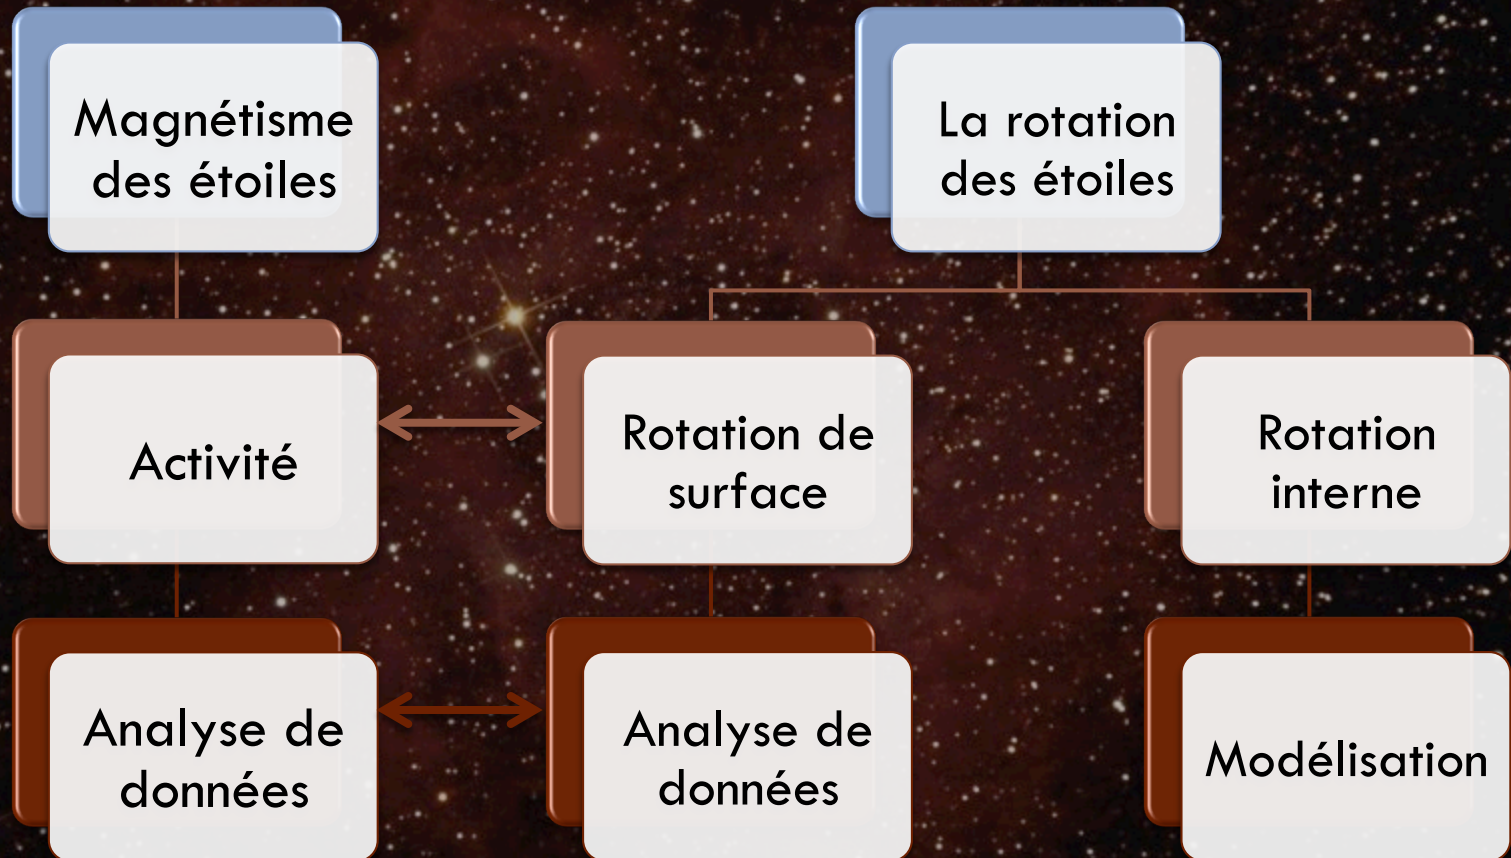 Magnétisme
des étoiles
La rotation
des étoiles
Activité
Rotation de
surface
Rotation
interne
Analyse de
données
Analyse de
données
Modélisation